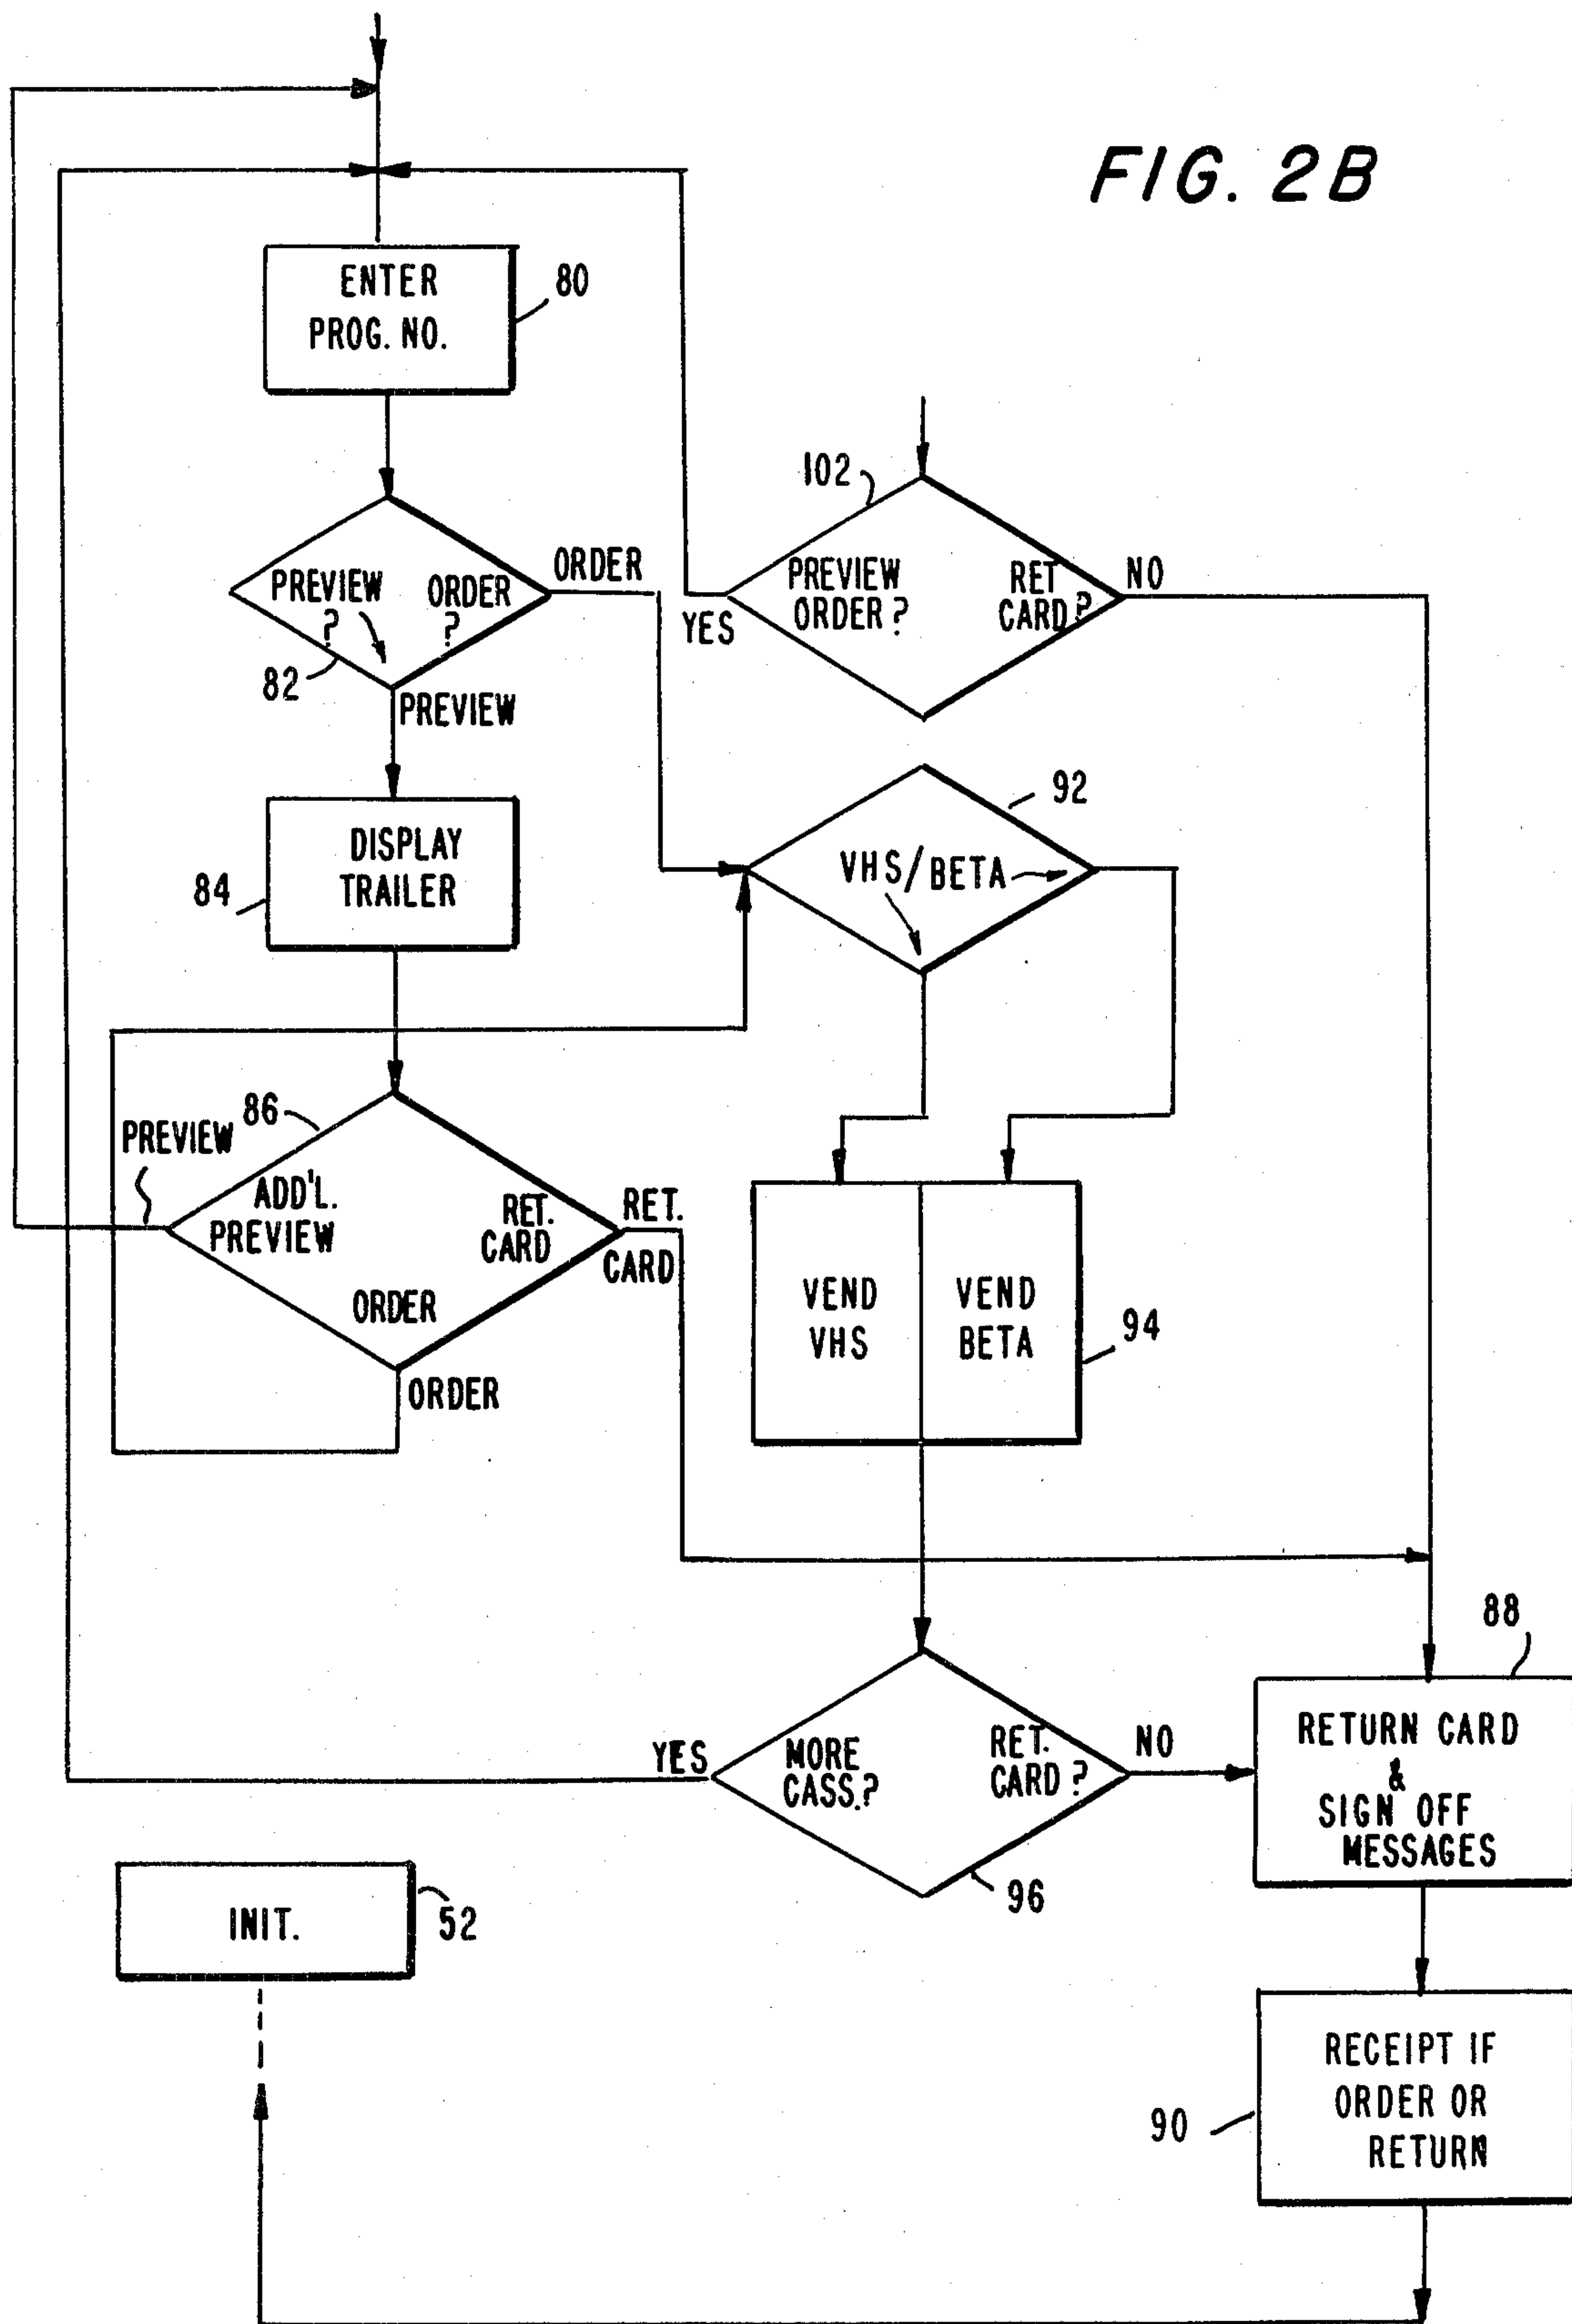 FIG. 2B
ENTER
PROG. NO.
80
PREVIEW
?
ORDER
?
ORDER
82
PREVIEW
102
PREVIEW
ORDER?
RET
CARD?
YES
NO
DISPLAY
TRAILER
84
92
VHS/BETA
86
PREVIEW
ADD'L.
PREVIEW
RET.
CARD
ORDER
RET.
CARD
ORDER
VEND
VHS
VEND
BETA
94
YES
MORE
CASS.?
RET.
CARD?
NO
96
88
RETURN CARD
&
SIGN OFF
MESSAGES
INIT.
52
RECEIPT IF
ORDER OR
RETURN
90